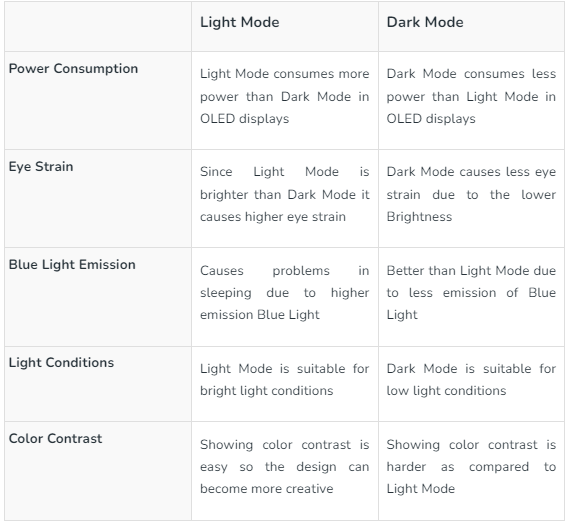 Light Mode
Dark Mode
Power Consumption
Light Mode consumes more
power than Dark Mode in
OLED displays
Dark Mode consumes less
power than Light Mode in
OLED displays
Eye Strain
Since Light Mode is
brighter than Dark Mode it
causes higher eye strain
Dark Mode causes less eye
strain due to the lower
Brightness
Blue Light Emission
Causes problems in
sleeping due to higher
emission Blue Light
Better than Light Mode due
to less emission of Blue
Light
Light Conditions
Light Mode is suitable for
bright light conditions
Dark Mode is suitable for
low light conditions
Color Contrast
Showing color contrast is
easy so the design can
become more creative
Showing color contrast is
harder as compared to
Light Mode